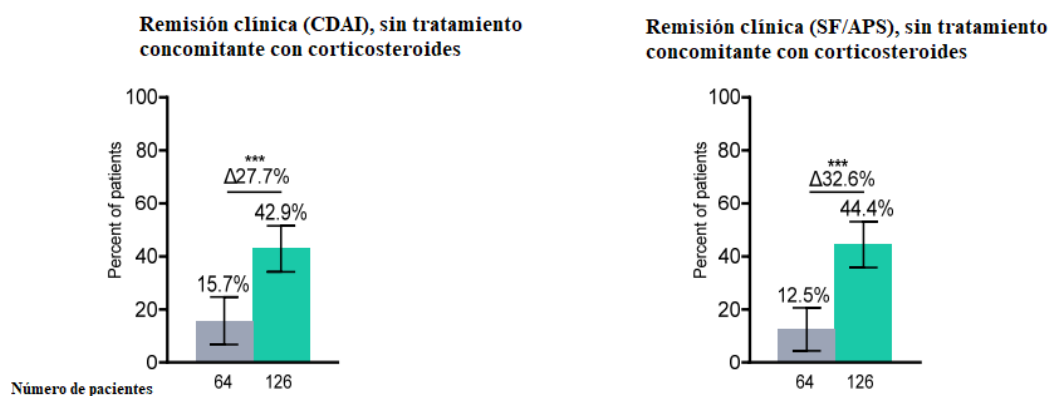 Remisión clínica (CDAI), sin tratamiento
concomitante con corticosteroides
Percent of patients
100
80
60
40
20
0
***
Δ27.7%
42.9%
15.7%
64 126
Número de pacientes
Remisión clínica (SF/APS), sin tratamiento
concomitante con corticosteroides
Percent of patients
100
80
60
40
20
0
***
Δ32.6%
44.4%
12.5%
64 126